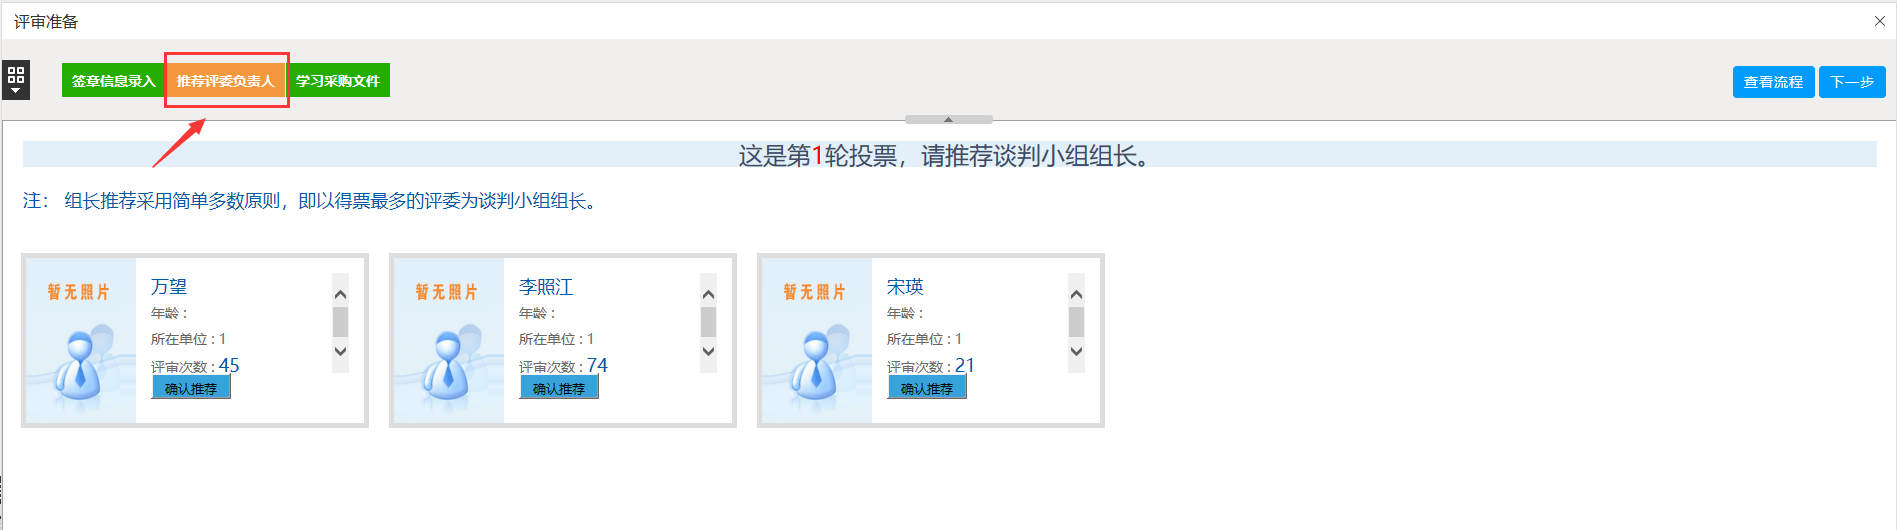 评审准备
签章信息录入 推荐评委负责人 学习采购文件 查看流程 下一步
这是第1轮投票，请推荐谈判小组组长。
注： 组长推荐采用简单多数原则，即以得票最多的评委为谈判小组组长。
暂无照片
万望
年龄：
所在单位：1
评审次数：45
确认推荐
暂无照片
李照江
年龄：
所在单位：1
评审次数：74
确认推荐
暂无照片
宋瑛
年龄：
所在单位：1
评审次数：21
确认推荐